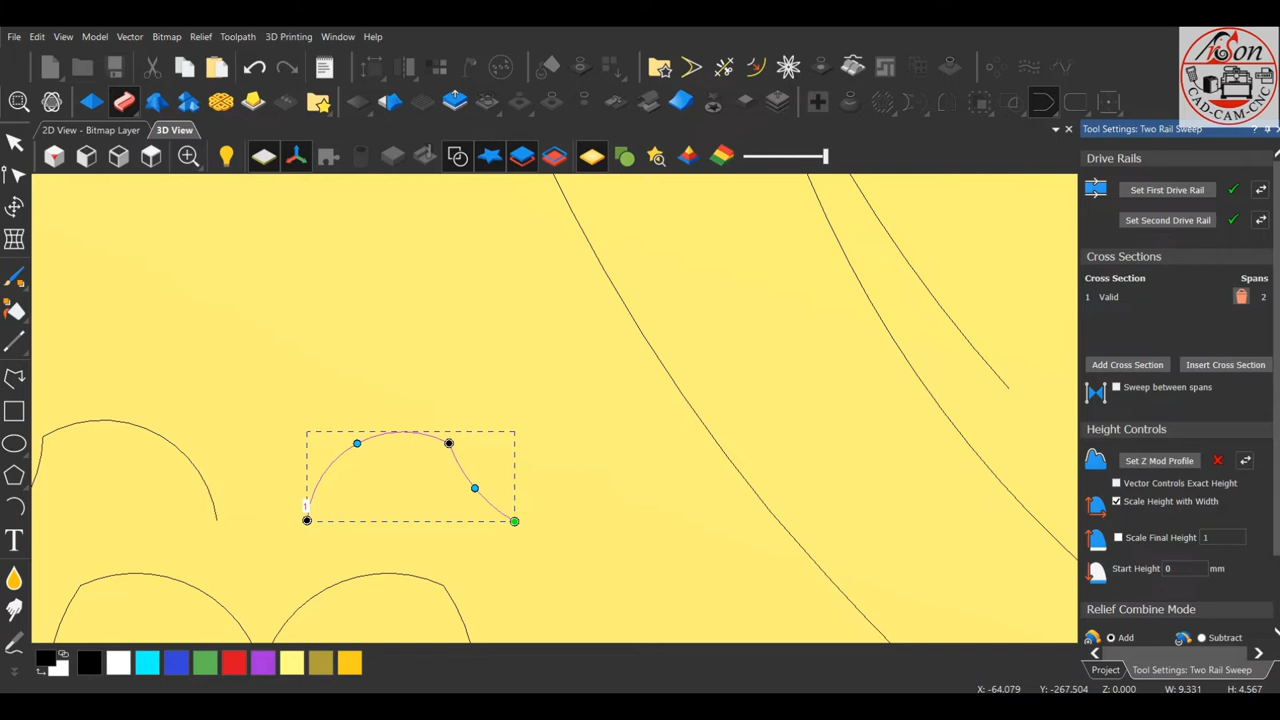 File Edit View Model Vector Bitmap Relief Toolpath 3D Printing Window Help
CAD-CAM-CNC
2D View - Bitmap Layer 3D View
Tool Settings: Two Rail Sweep ?
Drive Rails
Set First Drive Rail
Set Second Drive Rail
Cross Sections
Cross Section Spans
1 Valid 2
Add Cross Section Insert Cross Section
Sweep between spans
Height Controls
Set Z Mod Profile
Vector Controls Exact Height
Scale Height with Width
Scale Final Height 1
Start Height 0 mm
Relief Combine Mode
Add Subtract
1
T
Project Tool Settings: Two Rail Sweep
X: -64.079 Y: -267.504 Z: 0.000 W: 9.331 H: 4.567